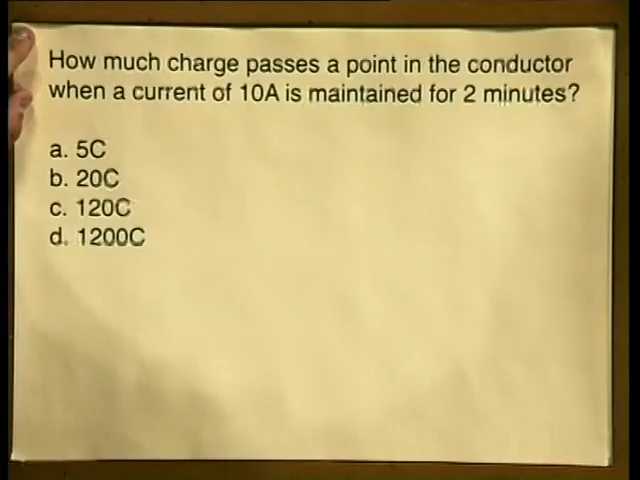 How much charge passes a point in the conductor
when a current of 10A is maintained for 2 minutes?
a. 5C
b. 20C
c. 120C
d. 1200C